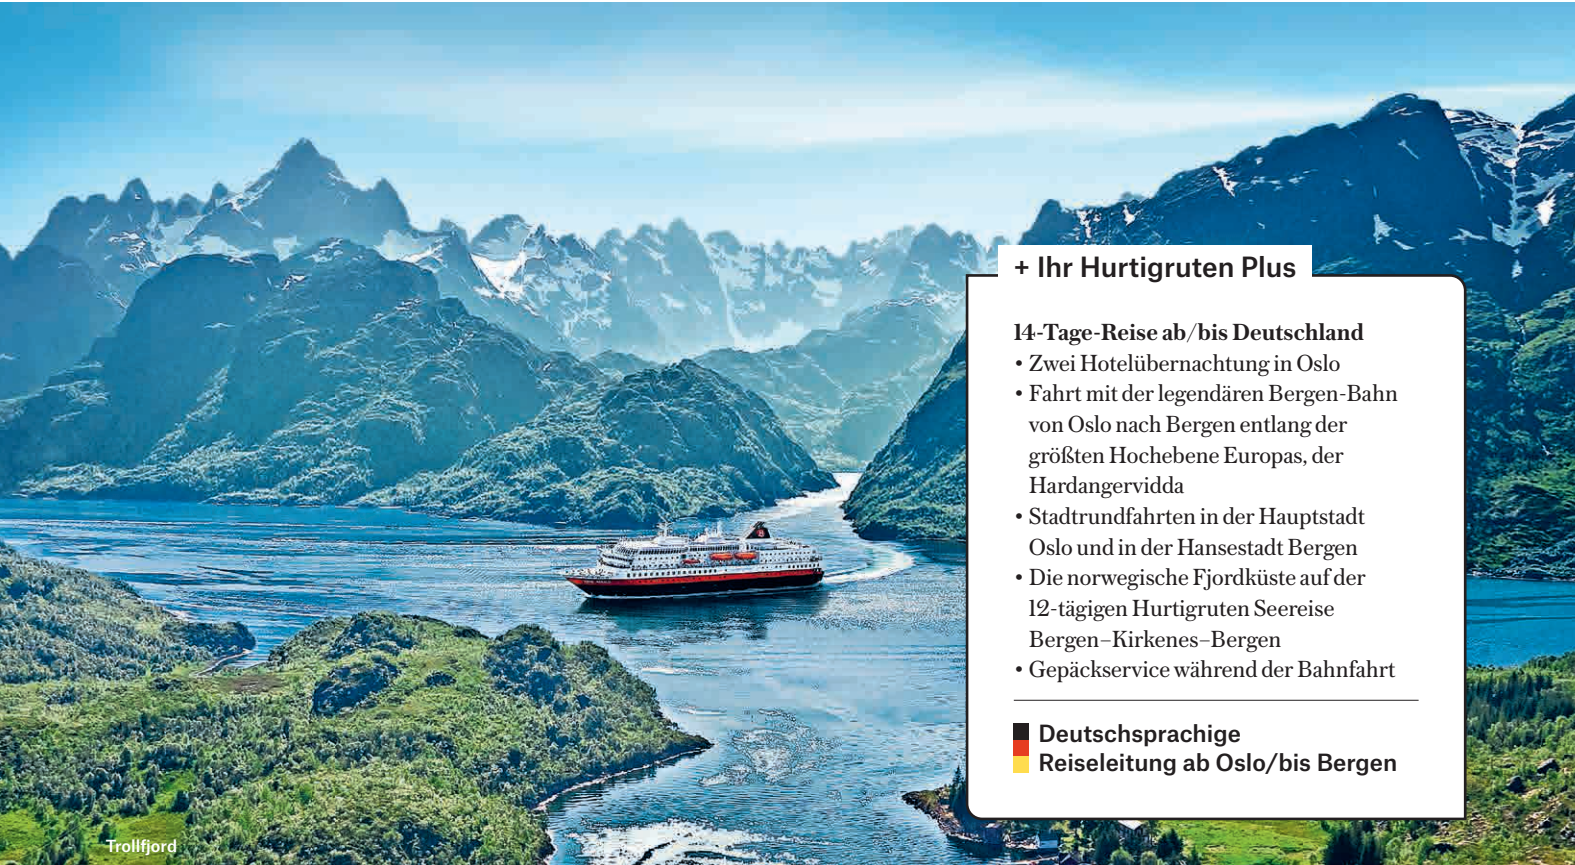 + Ihr Hurtigruten Plus
14-Tage-Reise ab/bis Deutschland
• Zwei Hotelübernachtung in Oslo
• Fahrt mit der legendären Bergen-Bahn
von Oslo nach Bergen entlang der
größten Hochebene Europas, der
Hardangervidda
• Stadtrundfahrten in der Hauptstadt
Oslo und in der Hansestadt Bergen
• Die norwegische Fjordküste auf der
12-tägigen Hurtigruten Seereise
Bergen–Kirkenes–Bergen
• Gepäckservice während der Bahnfahrt
Deutschsprachige
Reiseleitung ab Oslo/bis Bergen
Trollfjord